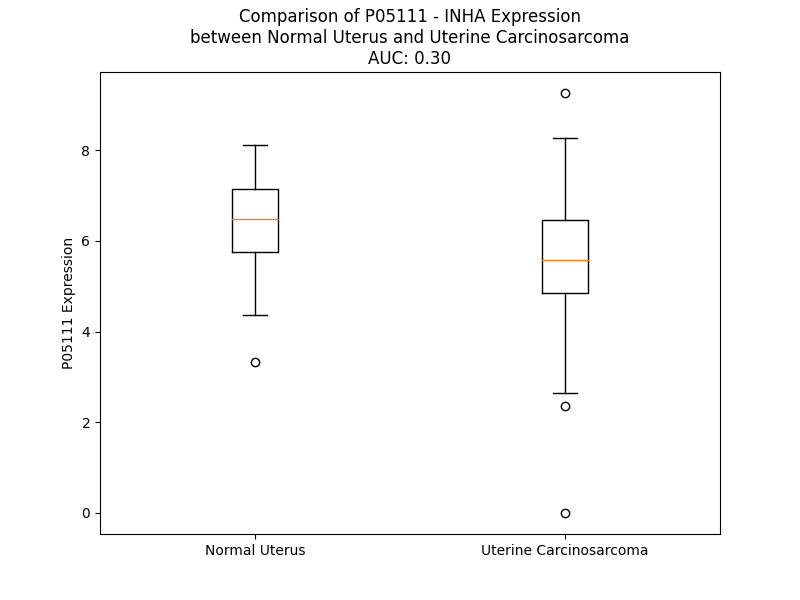 Comparison of P05111 - INHA Expression
between Normal Uterus and Uterine Carcinosarcoma
AUC: 0.30
P05111 Expression
8
6
4
2
0
Normal Uterus
Uterine Carcinosarcoma